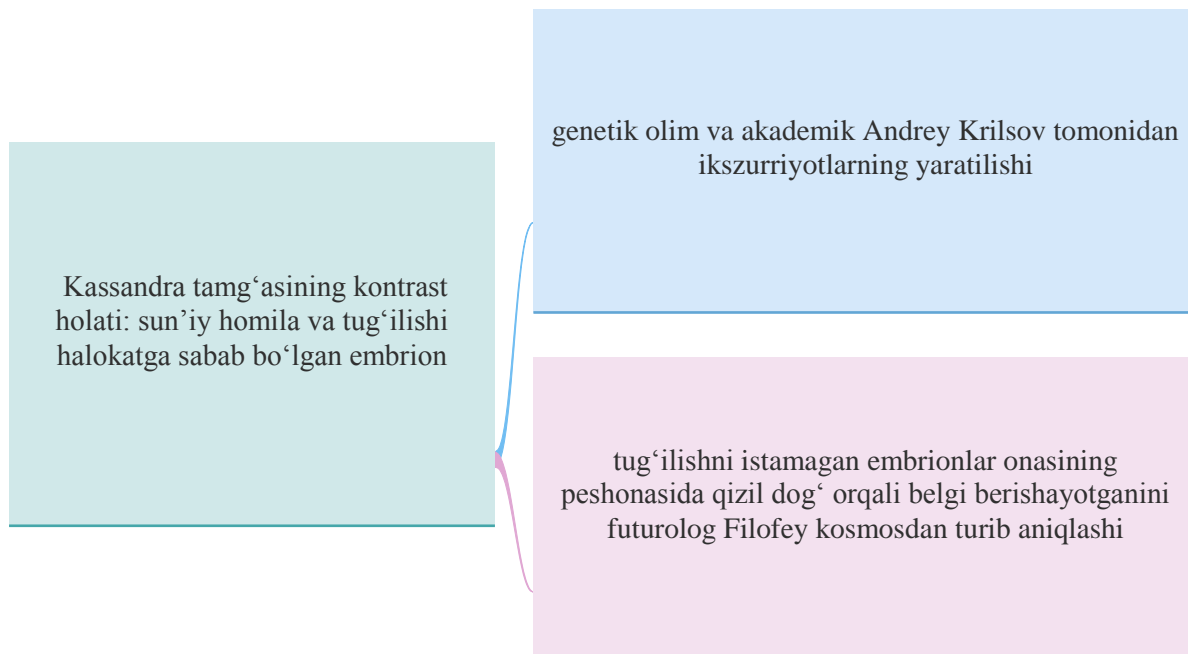 Kassandra tamg‘asining kontrast
holati: sun’iy homila va tug‘ilishi
halokatga sabab bo‘lgan embrion
genetik olim va akademik Andrey Krilsov tomonidan
ikszurriyotlarning yaratilishi
tug‘ilishni istamagan embrionlar onasining
peshonasida qizil dog‘ orqali belgi berishayotganini
futurolog Filofey kosmosdan turib aniqlashi